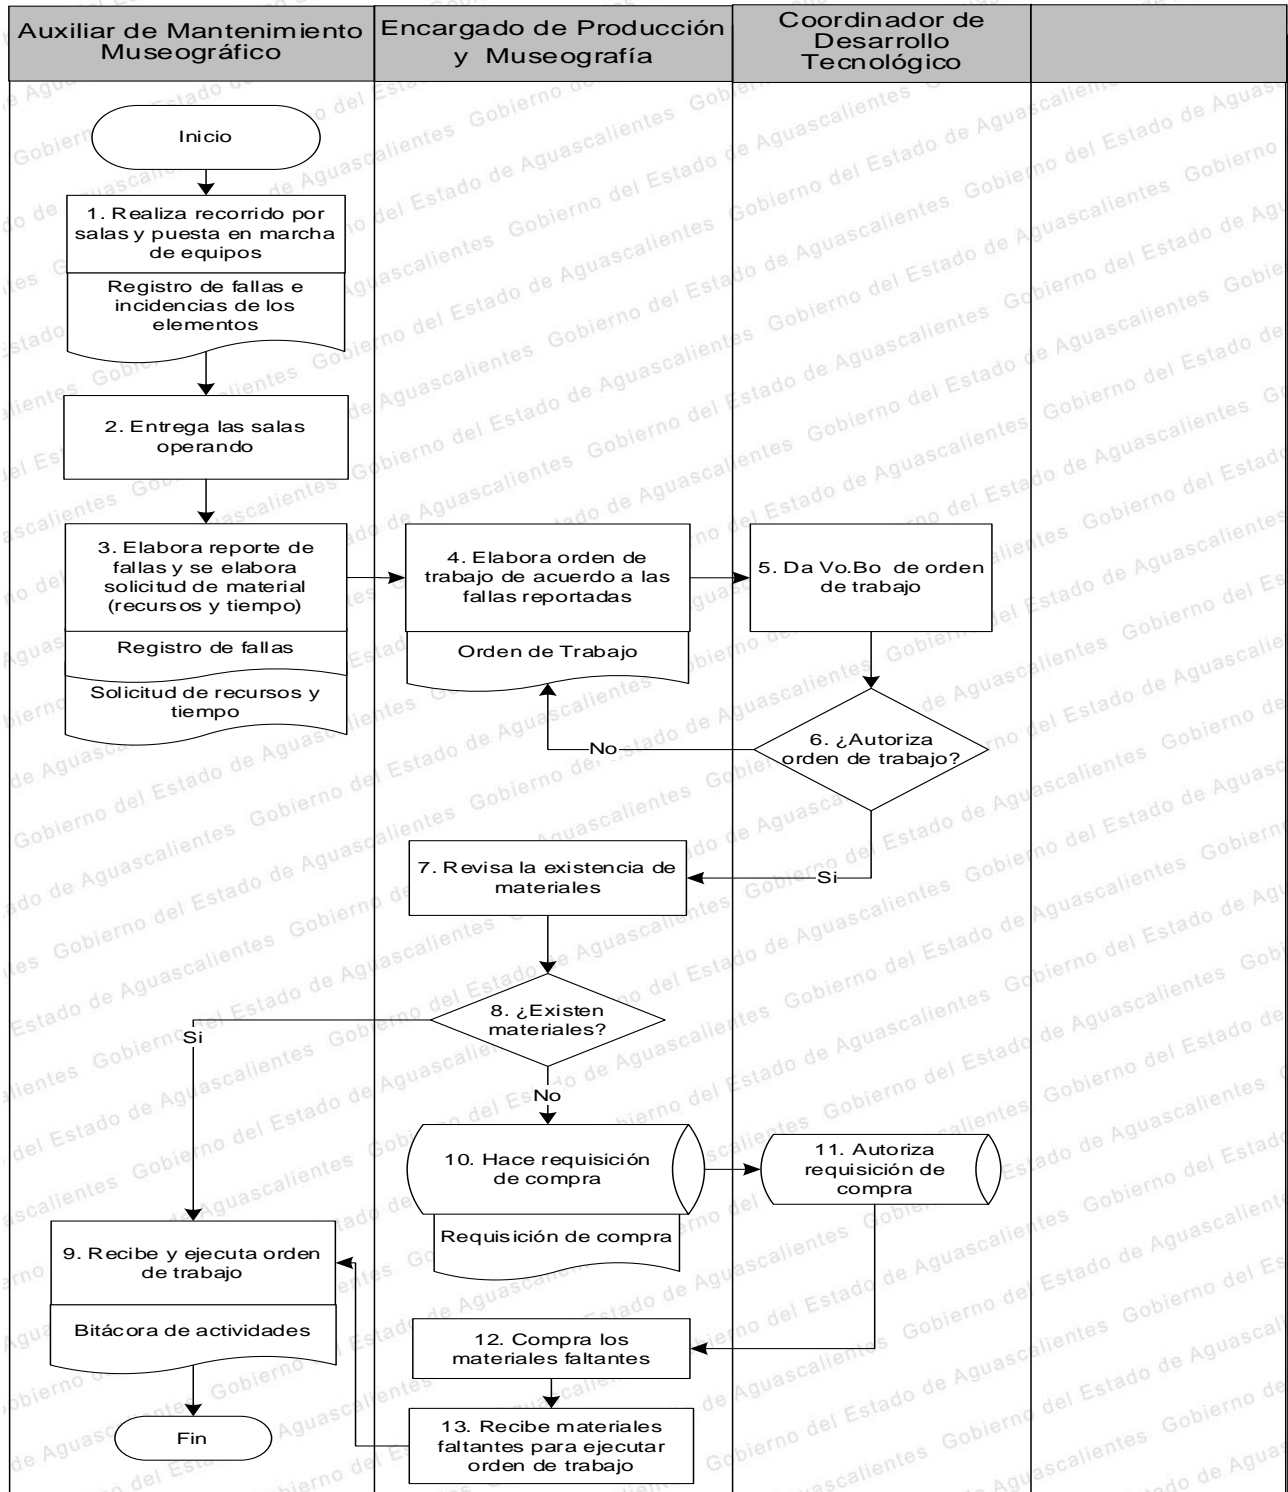 Auxiliar de Mantenimiento
Museográfico
Encargado de Producción
y Museografía
Coordinador de
Desarrollo
Tecnológico
Inicio
1. Realiza recorrido por
salas y puesta en marcha
de equipos
Registro de fallas e
incidencias de los
elementos
2. Entrega las salas
operando
3. Elabora reporte de
fallas y se elabora
solicitud de material
(recursos y tiempo)
Registro de fallas
Solicitud de recursos y
tiempo
4. Elabora orden de
trabajo de acuerdo a las
fallas reportadas
Orden de Trabajo
5. Da Vo.Bo de orden
de trabajo
6. ¿Autoriza
orden de trabajo?
No
Si
7. Revisa la existencia de
materiales
8. ¿Existen
materiales?
Si
No
10. Hace requisición
de compra
Requisición de compra
11. Autoriza
requisición de
compra
9. Recibe y ejecuta orden
de trabajo
Bitácora de actividades
12. Compra los
materiales faltantes
13. Recibe materiales
faltantes para ejecutar
orden de trabajo
Fin
Gobierno del Estado de Aguascalientes